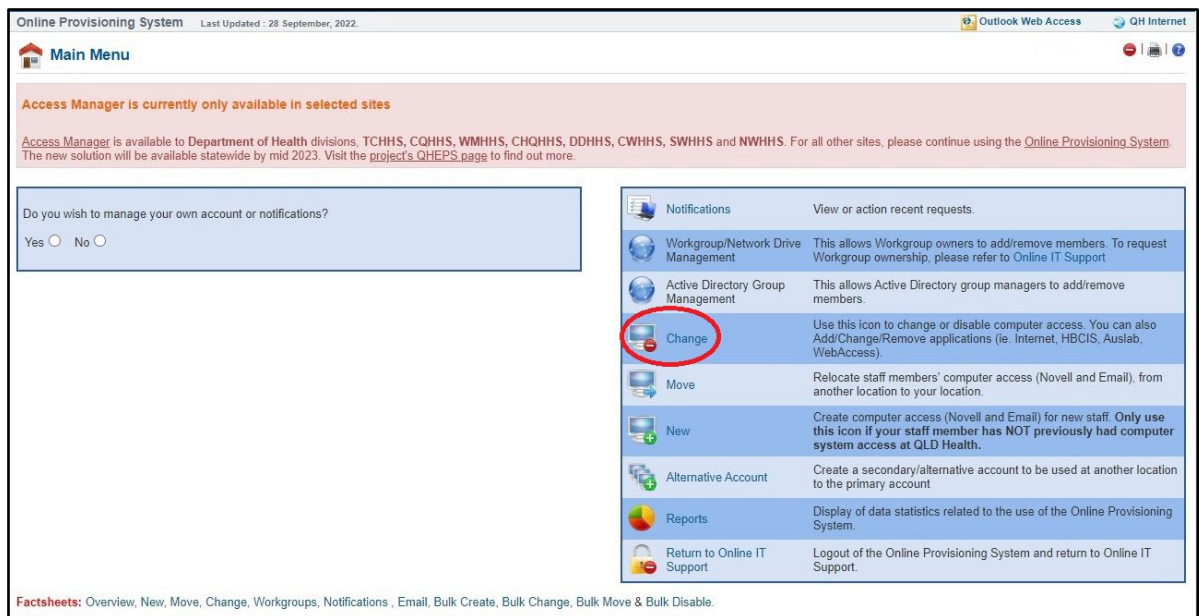 Online Provisioning System Last Updated : 28 September, 2022.
Outlook Web Access QH Internet
Main Menu
Access Manager is currently only available in selected sites
Access Manager is available to Department of Health divisions, TCHHS, CQHHS, WMHHS, CHQHHS, DDHHS, CWHHS, SWHHS and NWHHS. For all other sites, please continue using the Online Provisioning System.
The new solution will be available statewide by mid 2023. Visit the project's QHEPS page to find out more.
Do you wish to manage your own account or notifications?
Yes No
Notifications
View or action recent requests.
Workgroup/Network Drive
Management
This allows Workgroup owners to add/remove members. To request
Workgroup ownership, please refer to Online IT Support
Active Directory Group
Management
This allows Active Directory group managers to add/remove
members.
Change
Use this icon to change or disable computer access. You can also
Add/Change/Remove applications (ie. Internet, HBCIS, Auslab,
WebAccess).
Move
Relocate staff members' computer access (Novell and Email), from
another location to your location.
New
Create computer access (Novell and Email) for new staff. Only use
this icon if your staff member has NOT previously had computer
system access at QLD Health.
Alternative Account
Create a secondary/alternative account to be used at another location
to the primary account
Reports
Display of data statistics related to the use of the Online Provisioning
System.
Return to Online IT
Support
Logout of the Online Provisioning System and return to Online IT
Support.
Factsheets: Overview, New, Move, Change, Workgroups, Notifications , Email, Bulk Create, Bulk Change, Bulk Move & Bulk Disable.